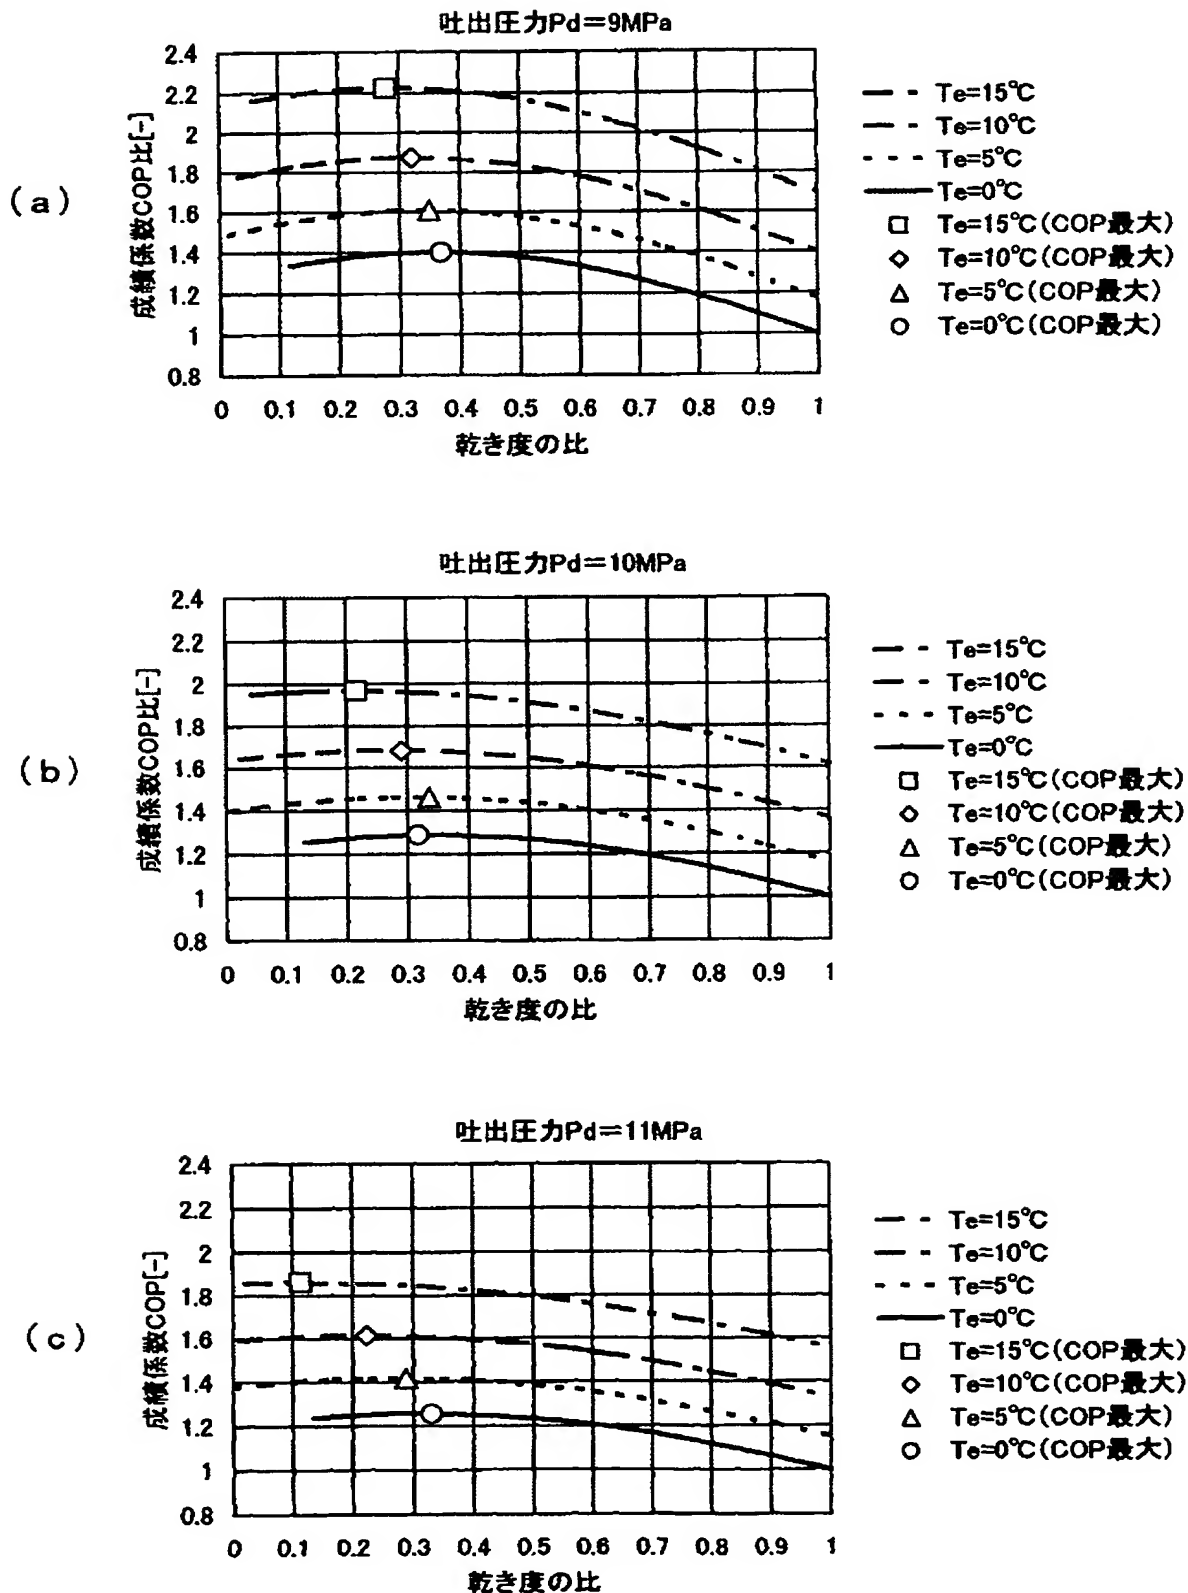 吐出圧力Pd=9MPa
(a)
成績係数COP比[-]
2.4
2.2
2
1.8
1.6
1.4
1.2
1
0.8
0 0.1 0.2 0.3 0.4 0.5 0.6 0.7 0.8 0.9 1
乾き度の比
Te=15℃
Te=10℃
Te=5℃
Te=0℃
Te=15℃(COP最大)
Te=10℃(COP最大)
Te=5℃(COP最大)
Te=0℃(COP最大)
吐出圧力Pd=10MPa
(b)
成績係数COP比[-]
2.4
2.2
2
1.8
1.6
1.4
1.2
1
0.8
0 0.1 0.2 0.3 0.4 0.5 0.6 0.7 0.8 0.9 1
乾き度の比
Te=15℃
Te=10℃
Te=5℃
Te=0℃
Te=15℃(COP最大)
Te=10℃(COP最大)
Te=5℃(COP最大)
Te=0℃(COP最大)
吐出圧力Pd=11MPa
(c)
成績係数COP[-]
2.4
2.2
2
1.8
1.6
1.4
1.2
1
0.8
0 0.1 0.2 0.3 0.4 0.5 0.6 0.7 0.8 0.9 1
乾き度の比
Te=15℃
Te=10℃
Te=5℃
Te=0℃
Te=15℃(COP最大)
Te=10℃(COP最大)
Te=5℃(COP最大)
Te=0℃(COP最大)